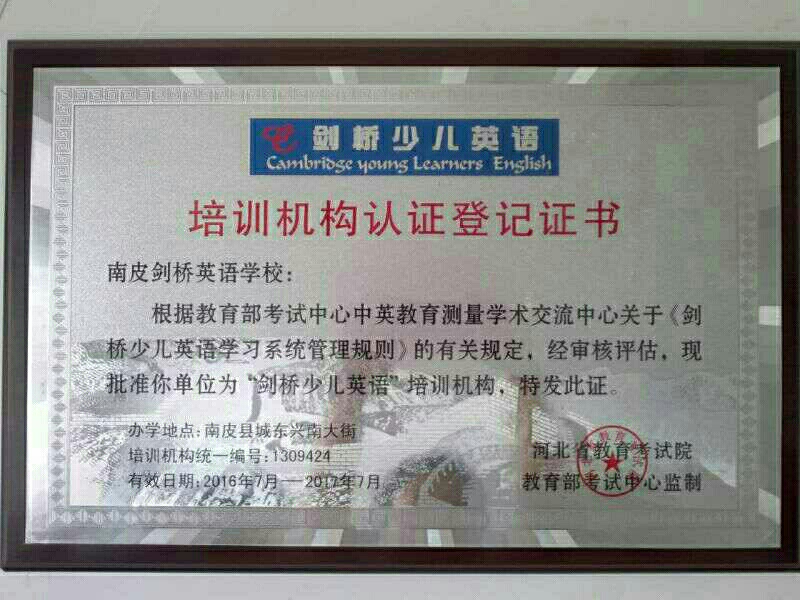 剑桥少儿英语
Cambridge young Learners English
培训机构认证登记证书
南皮剑桥英语学校：
根据教育部考试中心中英教育测量学术交流中心关于《剑
桥少儿英语学习系统管理规则》的有关规定，经审核评估，现
批准你单位为“剑桥少儿英语”培训机构，特发此证。
办学地点：南皮县城东兴南大街
培训机构统一编号：1309424
有效日期：2016年7月——2017年7月
河北省教育考试院
教育部考试中心监制